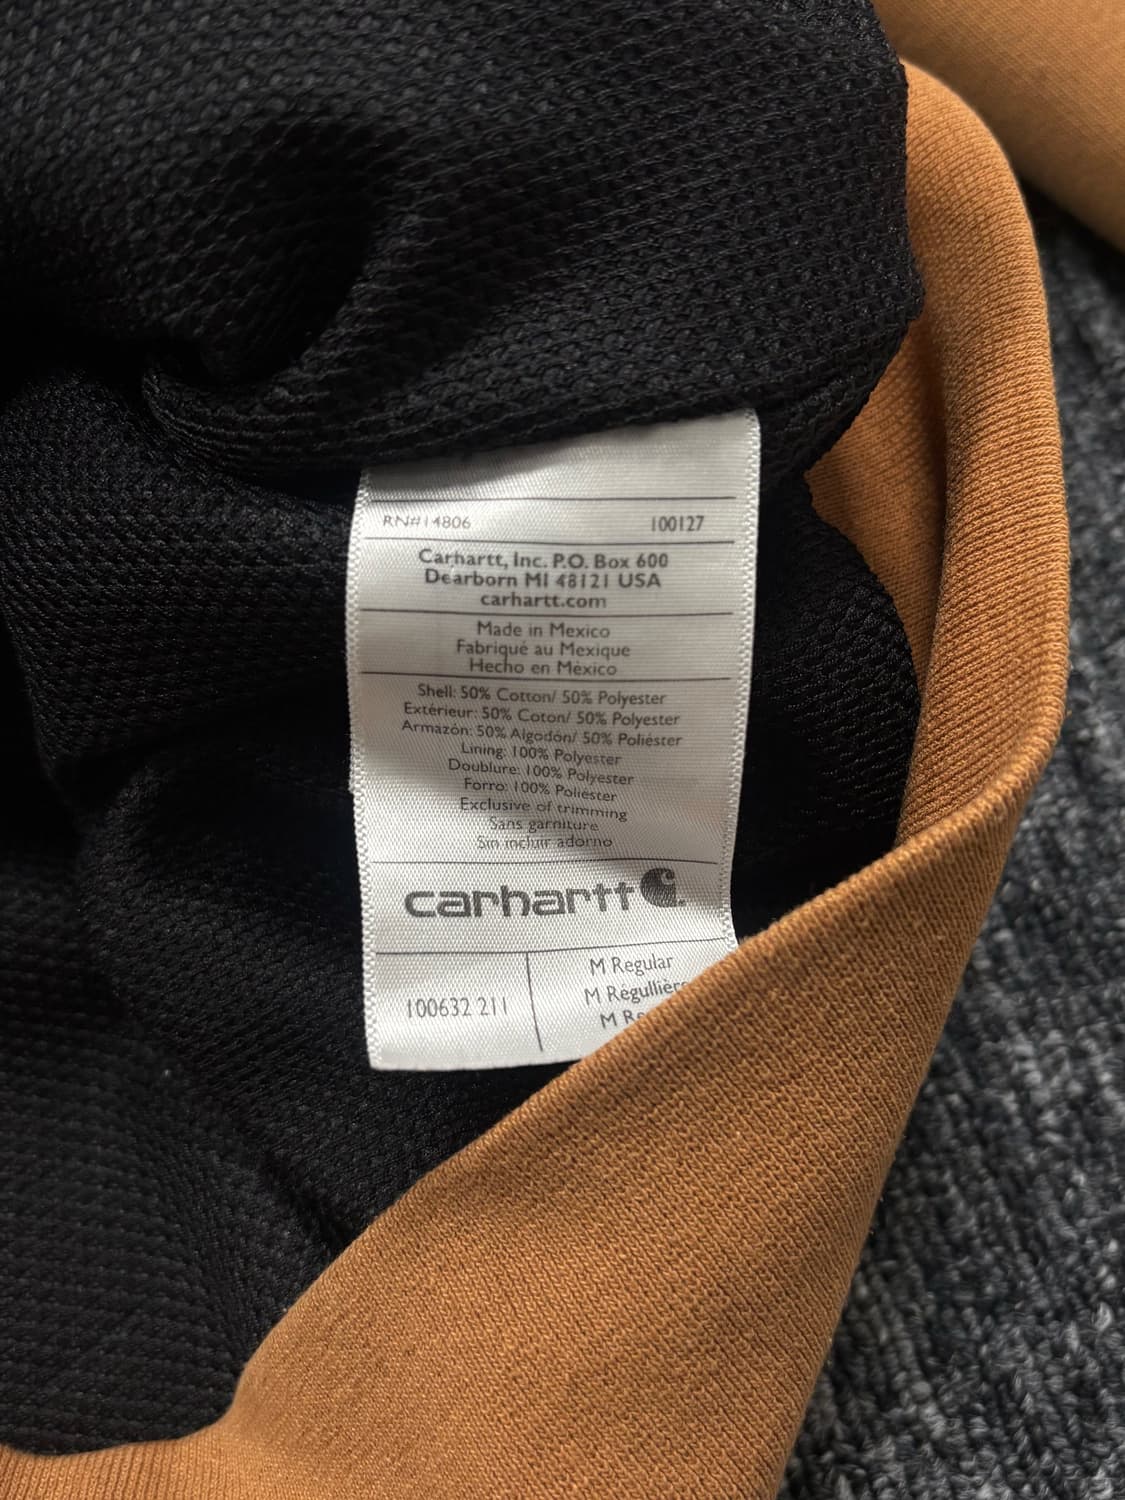 RN#14806 100127
Carhartt, Inc. P.O. Box 600
Dearborn MI 48121 USA
carhartt.com
Made in Mexico
Fabriqué au Mexique
Hecho en México
Shell: 50% Cotton/ 50% Polyester
Extérieur: 50% Coton/ 50% Polyester
Armazón: 50% Algodón/ 50% Poliéster
Lining: 100% Polyester
Doublure: 100% Polyester
Forro: 100% Poliéster
Exclusive of trimming
Sans garniture
Sin incluir adorno
carhartt
100632 211
M Regular
M Régullière
M